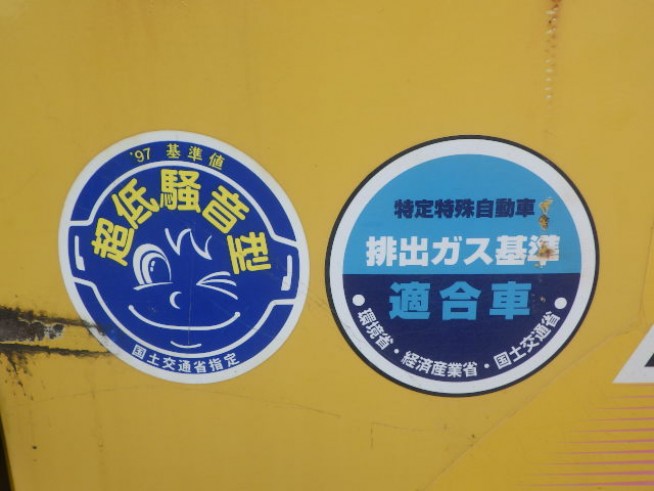 '97 基準値
超低騒音型
国土交通省指定
特定特殊自動車
排出ガス基準
適合車
● 環境省・経済産業省・国土交通省 ●